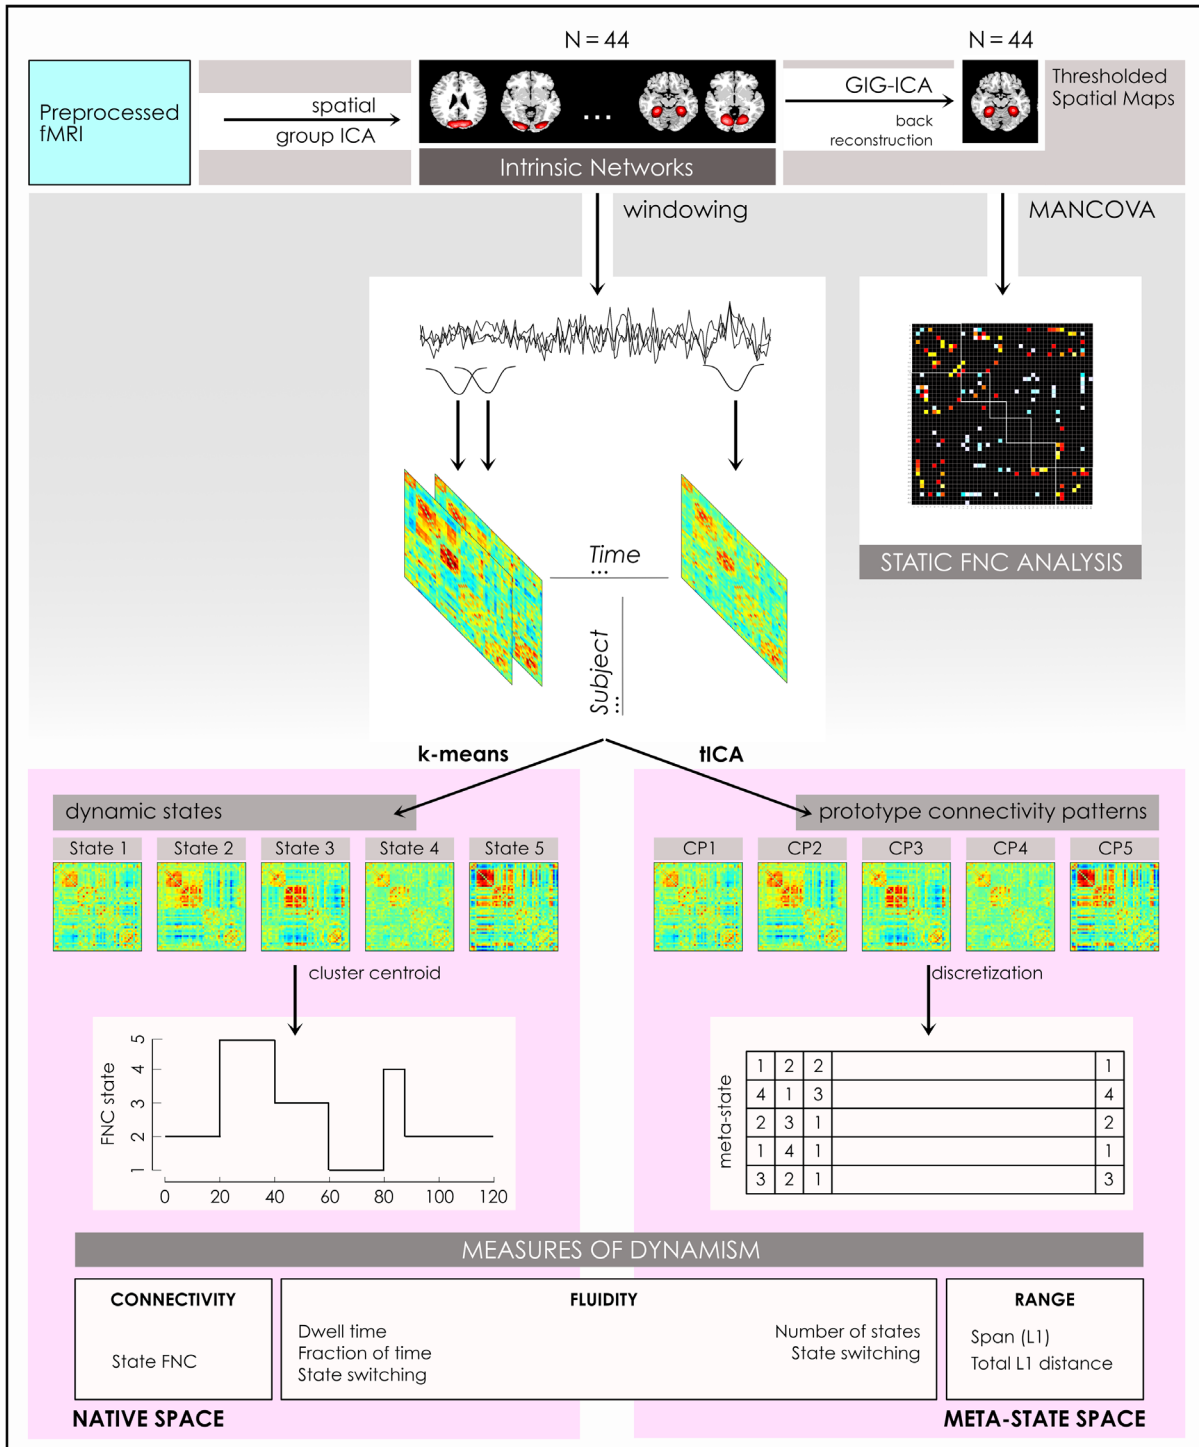 N = 44
N = 44
Preprocessed
fMRI
spatial
group ICA
...
Intrinsic Networks
GIG-ICA
back
reconstruction
Thresholded
Spatial Maps
windowing
MANCOVA
STATIC FNC ANALYSIS
Time
...
Subject
...
k-means
tICA
dynamic states
prototype connectivity patterns
State 1 State 2 State 3 State 4 State 5
CP1 CP2 CP3 CP4 CP5
cluster centroid
discretization
FNC state
5
4
3
2
1
0 20 40 60 80 100 120
meta-state
1 2 2 1
4 1 3 4
2 3 1 2
1 4 1 1
3 2 1 3
MEASURES OF DYNAMISM
CONNECTIVITY
State FNC
FLUIDITY
Dwell time
Fraction of time
State switching
Number of states
State switching
RANGE
Span (L1)
Total L1 distance
NATIVE SPACE
META-STATE SPACE